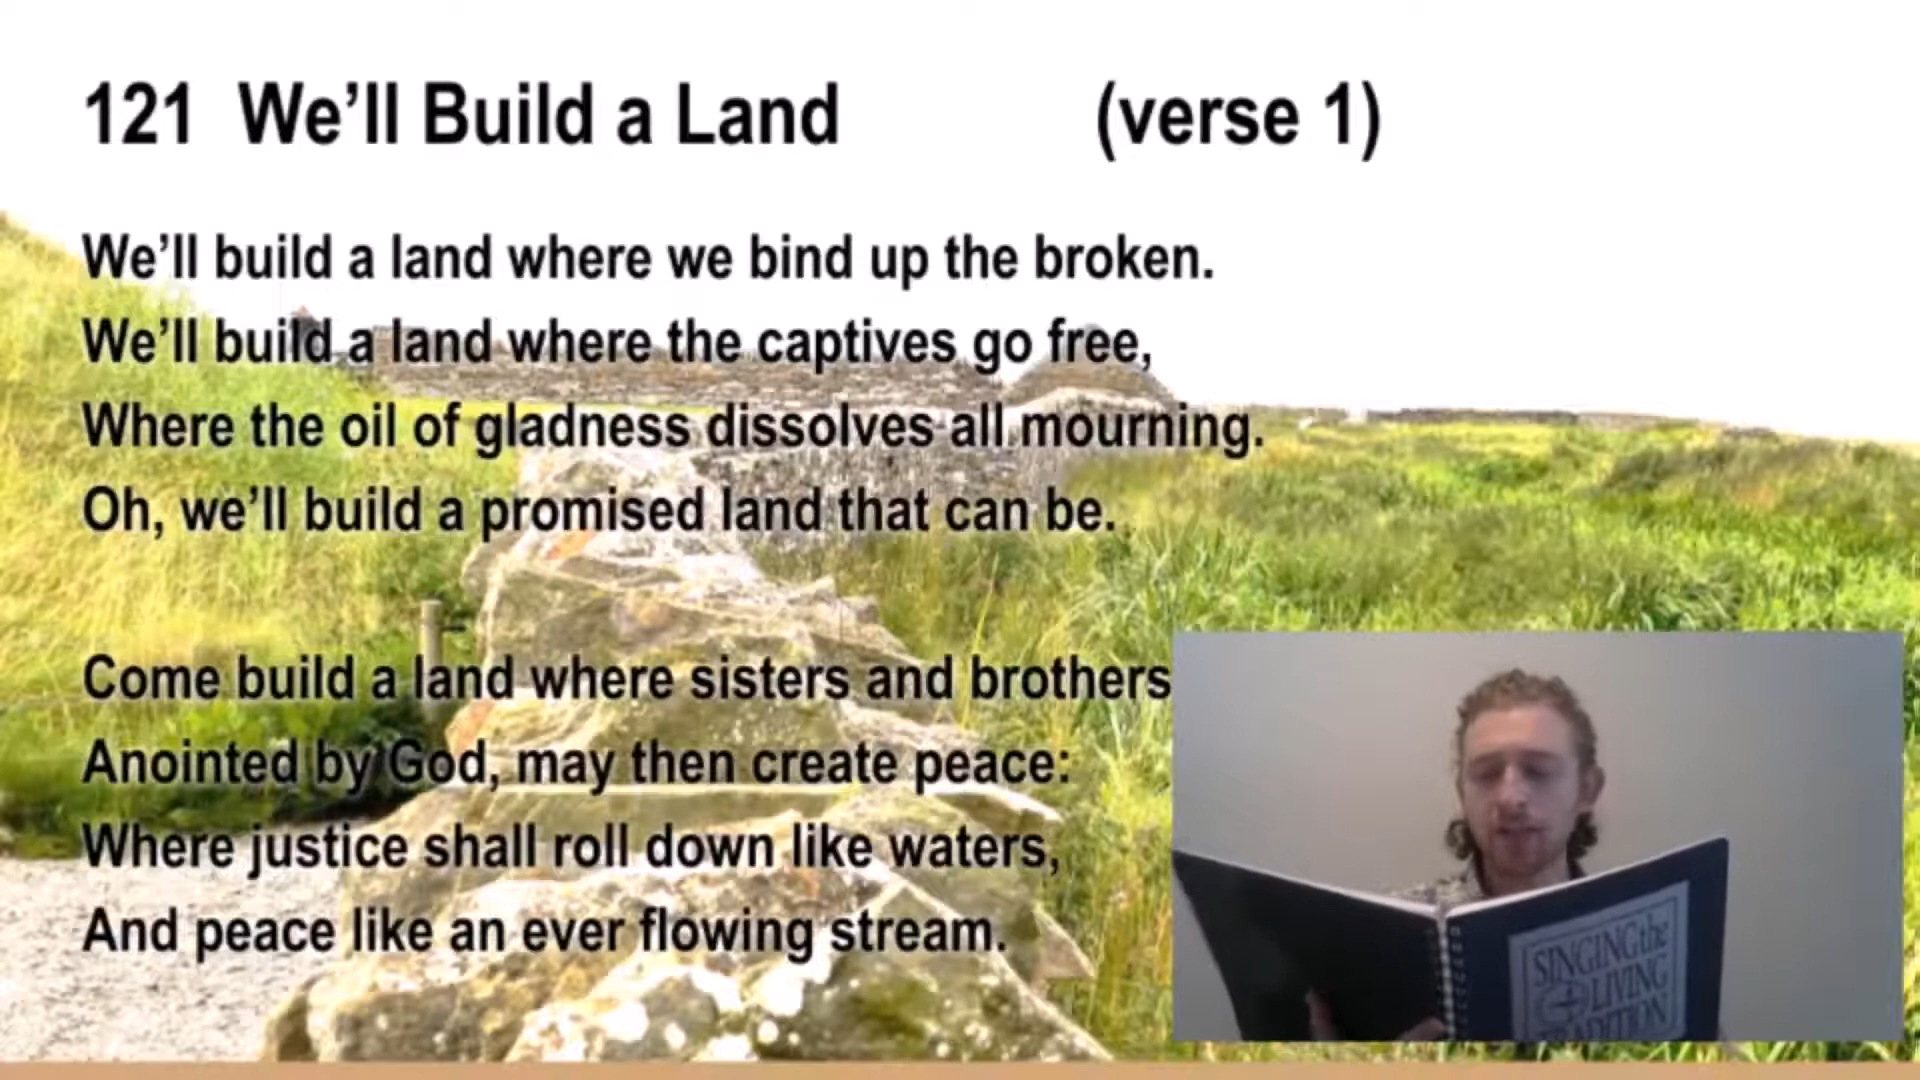 121 We’ll Build a Land (verse 1)
We’ll build a land where we bind up the broken.
We’ll build a land where the captives go free,
Where the oil of gladness dissolves all mourning.
Oh, we’ll build a promised land that can be.
Come build a land where sisters and brothers
Anointed by God, may then create peace:
Where justice shall roll down like waters,
And peace like an ever flowing stream.
SINGING the
LIVING
TRADITION